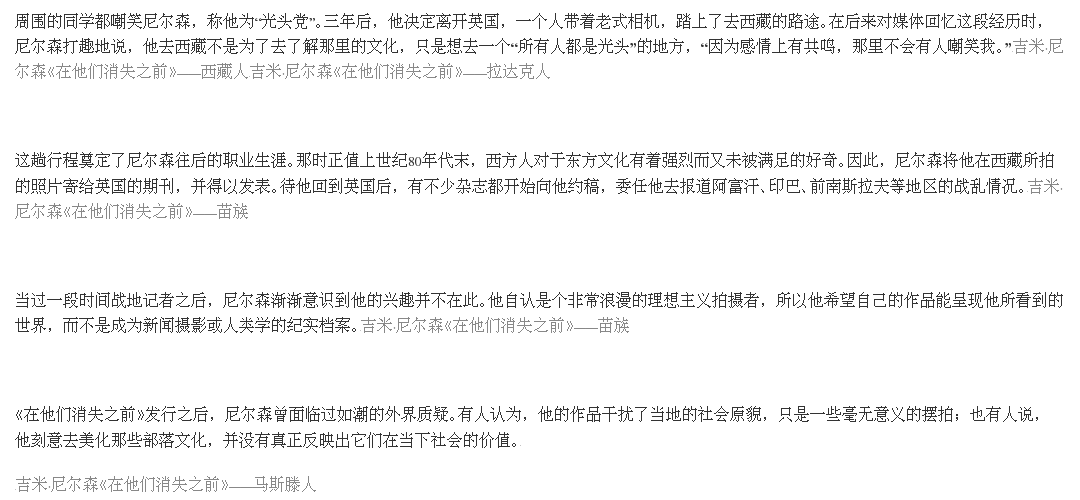 周围的同学都嘲笑尼尔森，称他为“光头党”。三年后，他决定离开英国，一个人带着老式相机，踏上了去西藏的路途。在后来对媒体回忆这段经历时，
尼尔森打趣地说，他去西藏不是为了去了解那里的文化，只是想去一个“所有人都是光头”的地方，“因为感情上有共鸣，那里不会有人嘲笑我。”吉米·尼
尔森《在他们消失之前》——西藏人吉米·尼尔森《在他们消失之前》——拉达克人
这趟行程奠定了尼尔森往后的职业生涯。那时正值上世纪80年代末，西方人对于东方文化有着强烈而又未被满足的好奇。因此，尼尔森将他在西藏所拍
的照片寄给英国的期刊，并得以发表。待他回到英国后，有不少杂志都开始向他约稿，委任他去报道阿富汗、印巴、前南斯拉夫等地区的战乱情况。吉米·
尼尔森《在他们消失之前》——苗族
当过一段时间战地记者之后，尼尔森渐渐意识到他的兴趣并不在此。他自认是个非常浪漫的理想主义拍摄者，所以他希望自己的作品能呈现他所看到的
世界，而不是成为新闻摄影或人类学的纪实档案。吉米·尼尔森《在他们消失之前》——苗族
《在他们消失之前》发行之后，尼尔森曾面临过如潮的外界质疑。有人认为，他的作品干扰了当地的社会原貌，只是一些毫无意义的摆拍；也有人说，
他刻意去美化那些部落文化，并没有真正反映出它们在当下社会的价值。
吉米·尼尔森《在他们消失之前》——马斯滕人